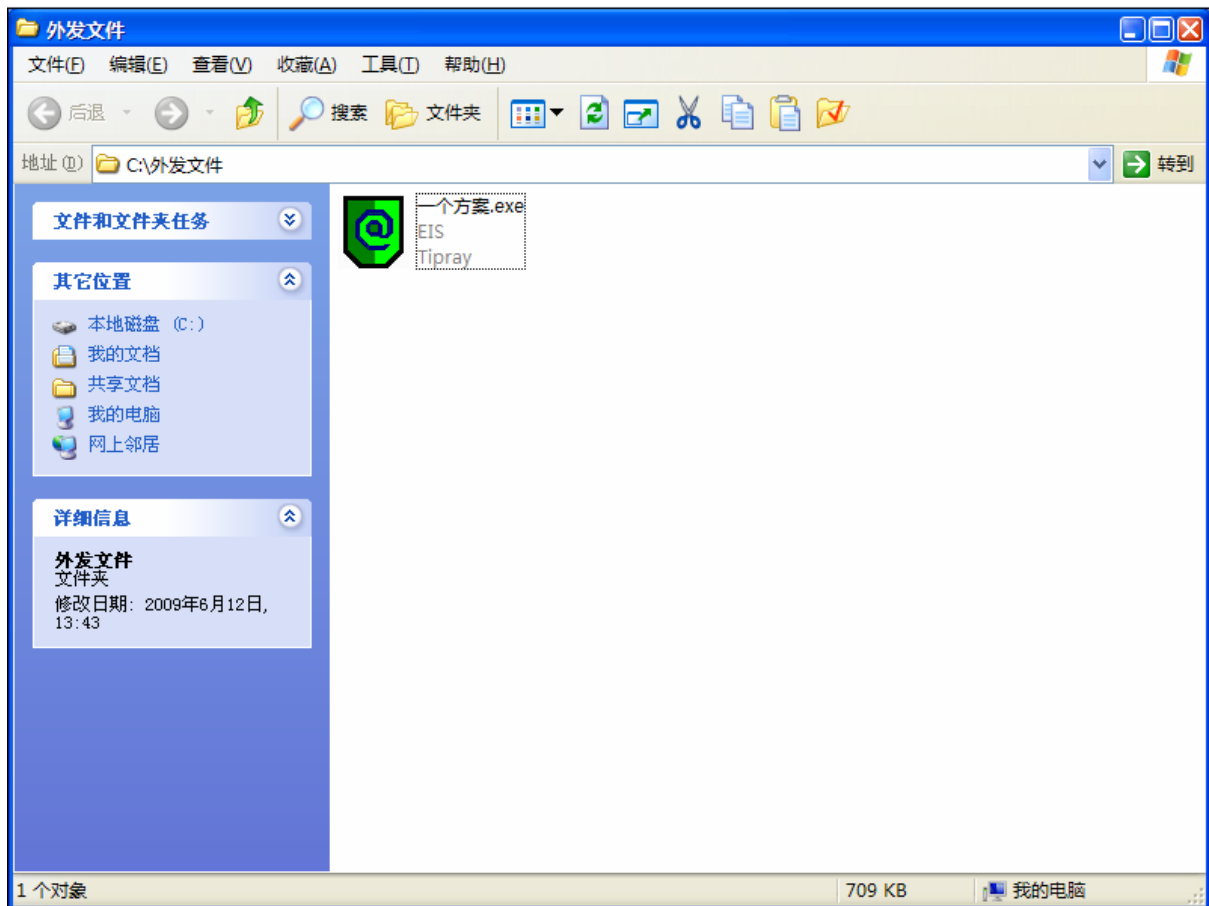 外发文件
文件(F) 编辑(E) 查看(V) 收藏(A) 工具(T) 帮助(H)
后退 搜索 文件夹
地址(D) C:\外发文件 转到
文件和文件夹任务
其它位置
本地磁盘 (C:)
我的文档
共享文档
我的电脑
网上邻居
详细信息
外发文件
文件夹
修改日期: 2009年6月12日,
13:43
一个方案.exe
EIS
Tipray
1 个对象 709 KB 我的电脑